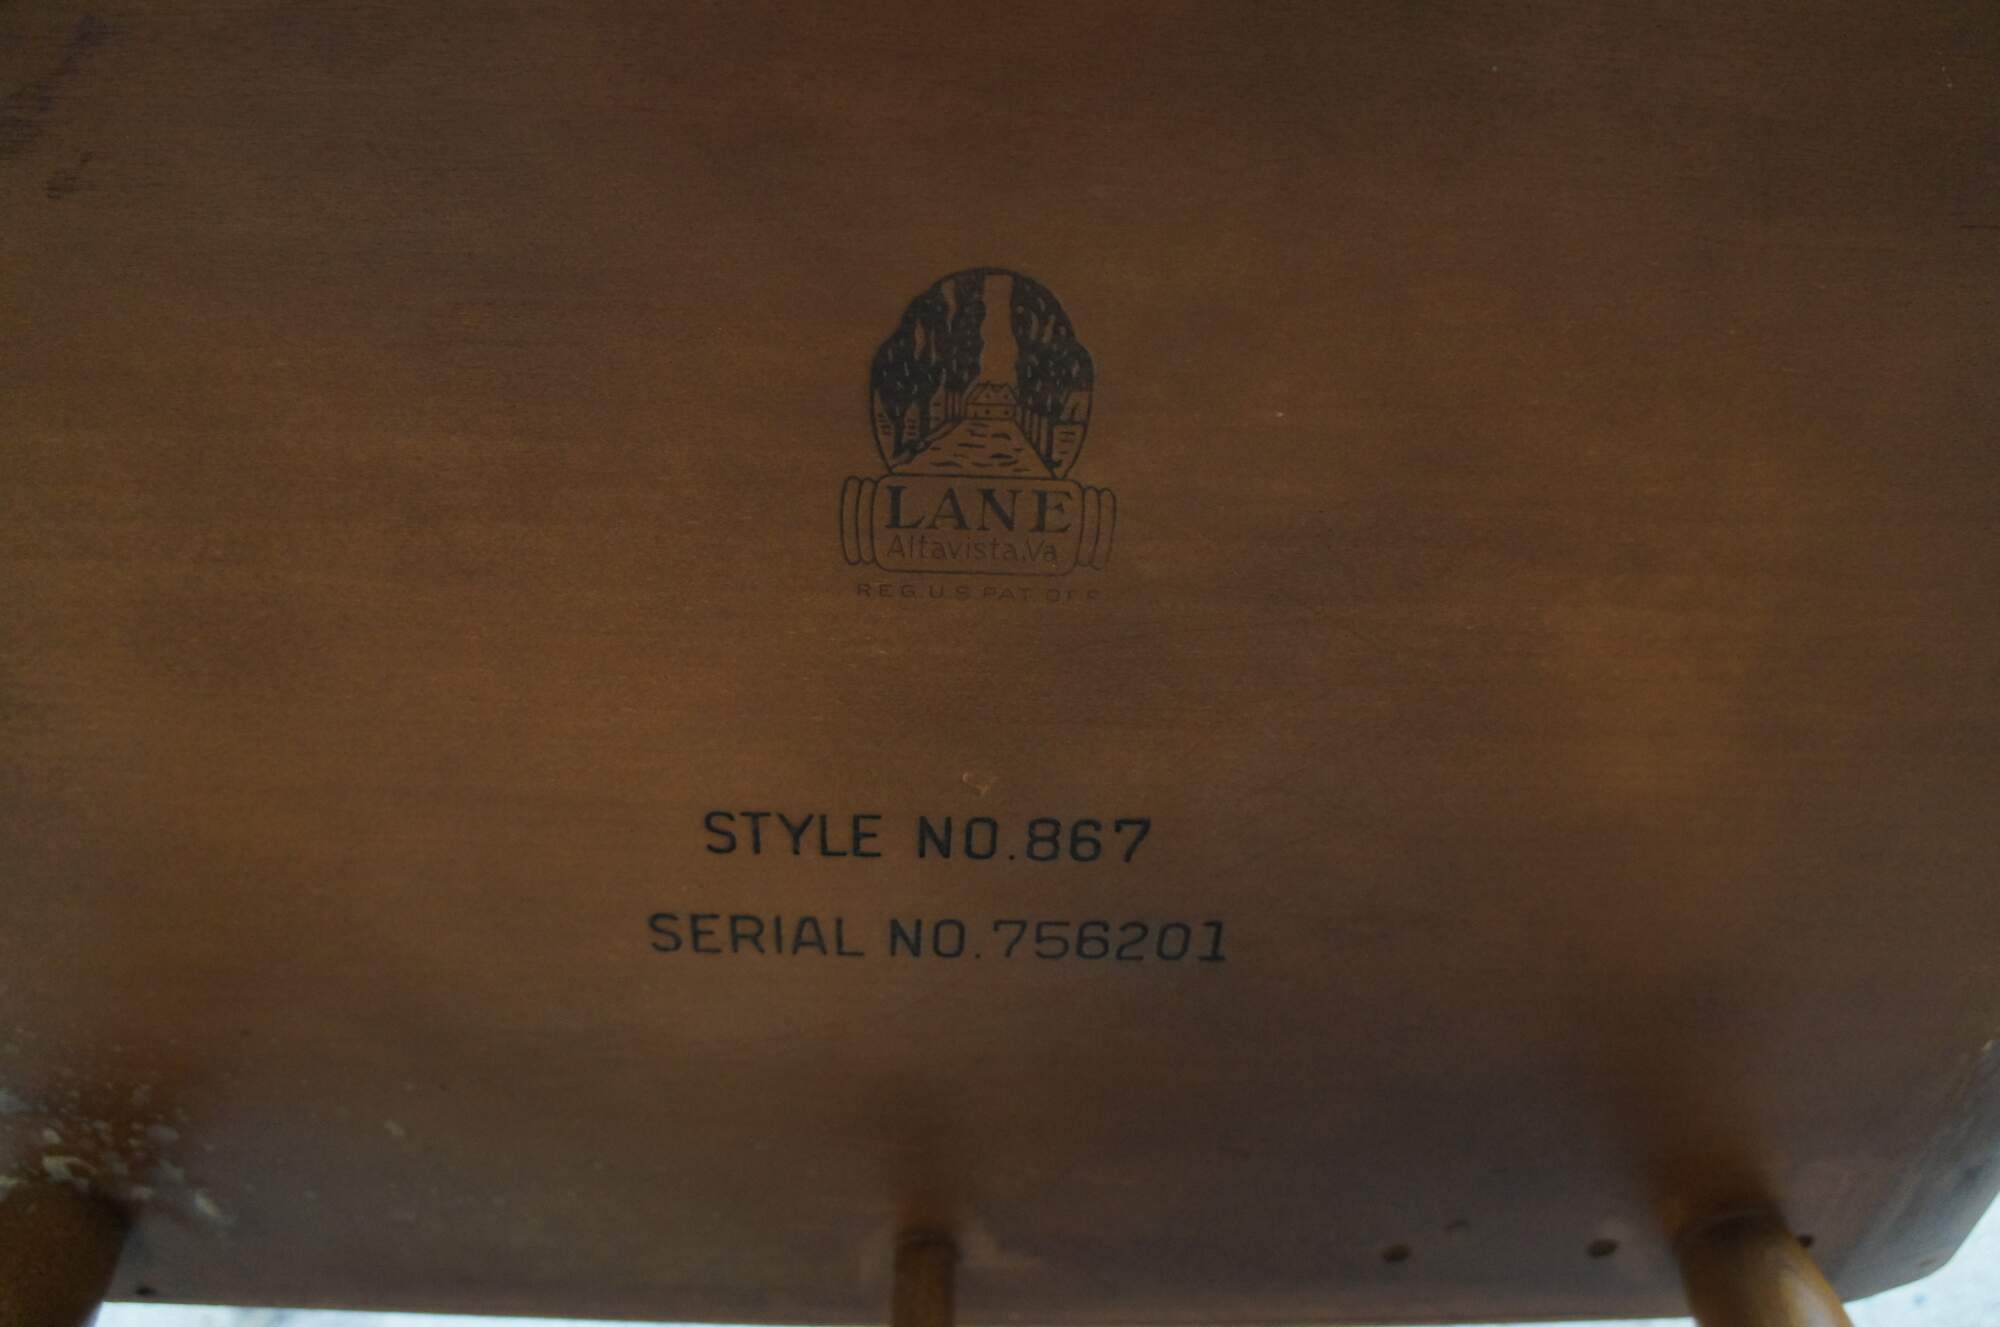 LANE
Altavista, Va
REG. U S PAT OFF
STYLE NO. 867
SERIAL NO. 756201